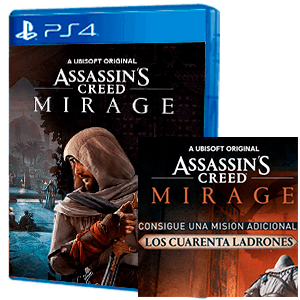 PS4
A UBISOFT ORIGINAL
ASSASSIN'S
CREED
MIRAGE
A UBISOFT ORIGINAL
ASSASSIN'S
CREED
MIRAGE
CONSIGUE UNA MISION ADICIONAL
LOS CUARENTA LADRONES